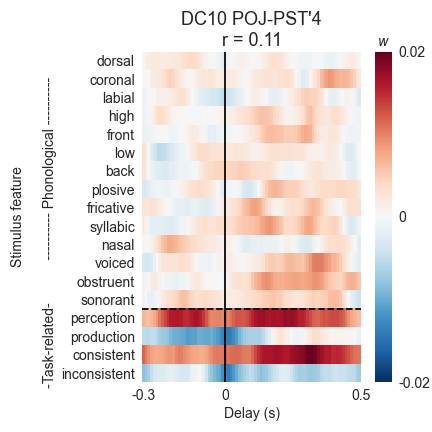 DC10 POJ-PST'4
r = 0.11
w
dorsal
coronal
labial
high
front
low
back
plosive
fricative
syllabic
nasal
voiced
obstruent
sonorant
perception
production
consistent
inconsistent
Stimulus feature
-Task-related- ---------- Phonological ----------
0.02
0
-0.02
-0.3 0 0.5
Delay (s)